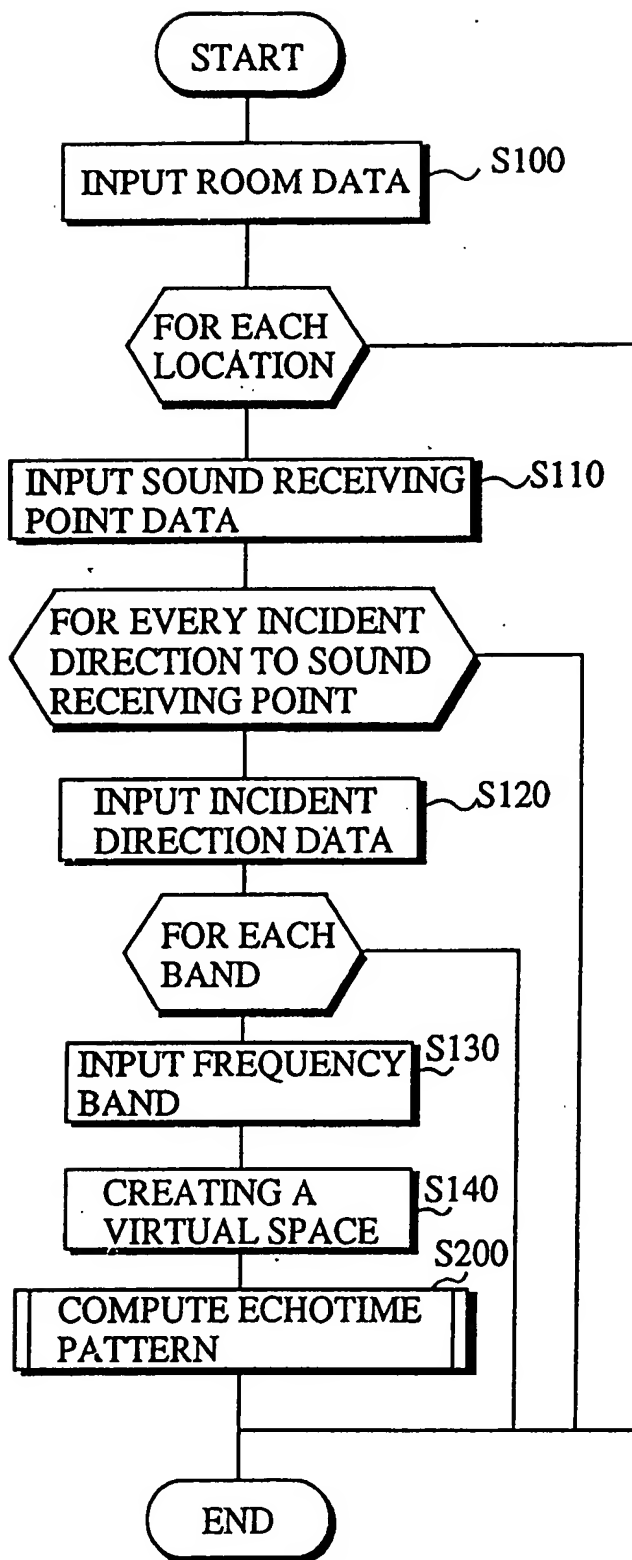 START
INPUT ROOM DATA
S100
FOR EACH
LOCATION
INPUT SOUND RECEIVING
POINT DATA
S110
FOR EVERY INCIDENT
DIRECTION TO SOUND
RECEIVING POINT
INPUT INCIDENT
DIRECTION DATA
S120
FOR EACH
BAND
INPUT FREQUENCY
BAND
S130
CREATING A
VIRTUAL SPACE
S140
COMPUTE ECHOTIME
PATTERN
S200
END